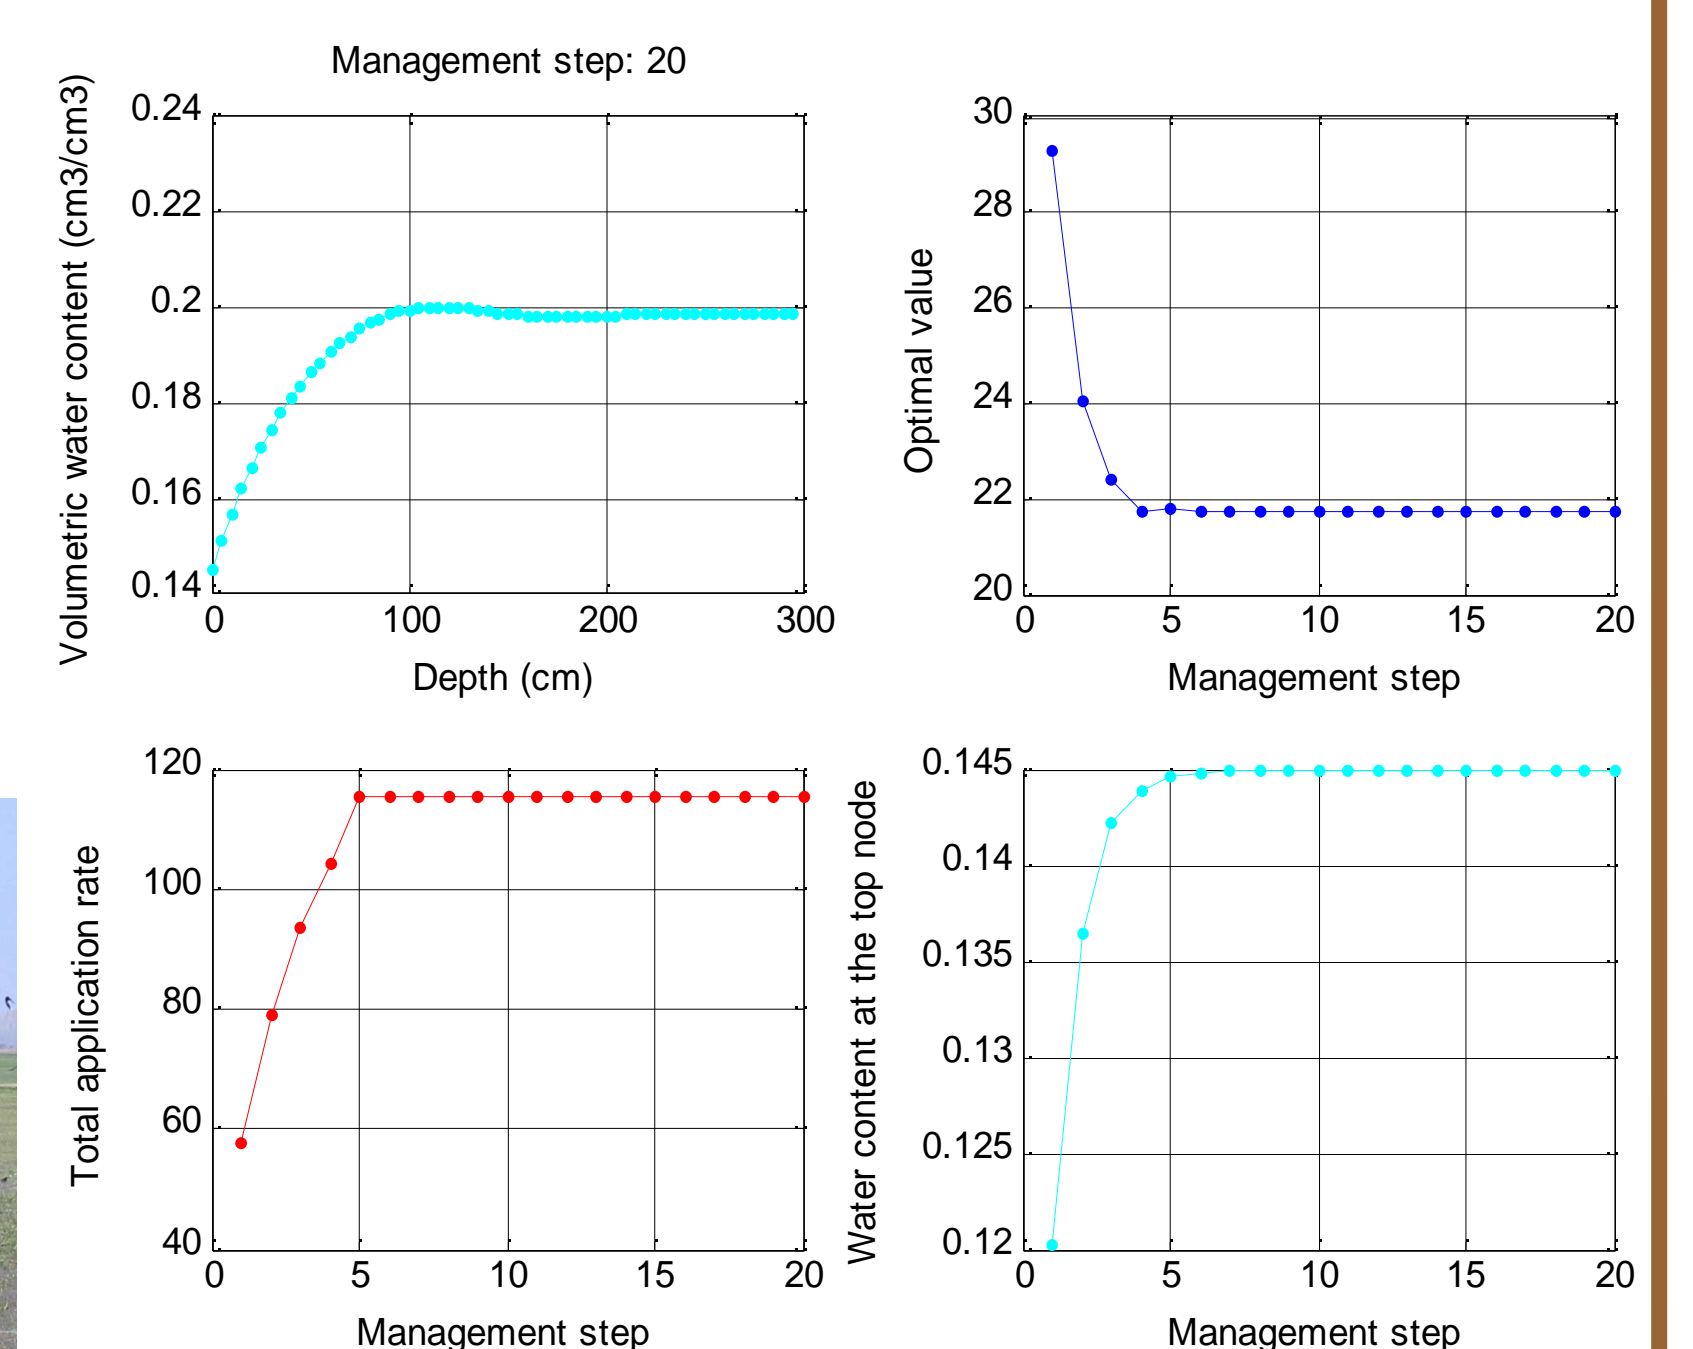 Management step: 20
Volumetric water content (cm3/cm3)
0.24
0.22
0.2
0.18
0.16
0.14
0 100 200 300
Depth (cm)
Optimal value
30
28
26
24
22
20
0 5 10 15 20
Management step
Total application rate
120
100
80
60
40
0 5 10 15 20
Management step
Water content at the top node
0.145
0.14
0.135
0.13
0.125
0.12
0 5 10 15 20
Management step